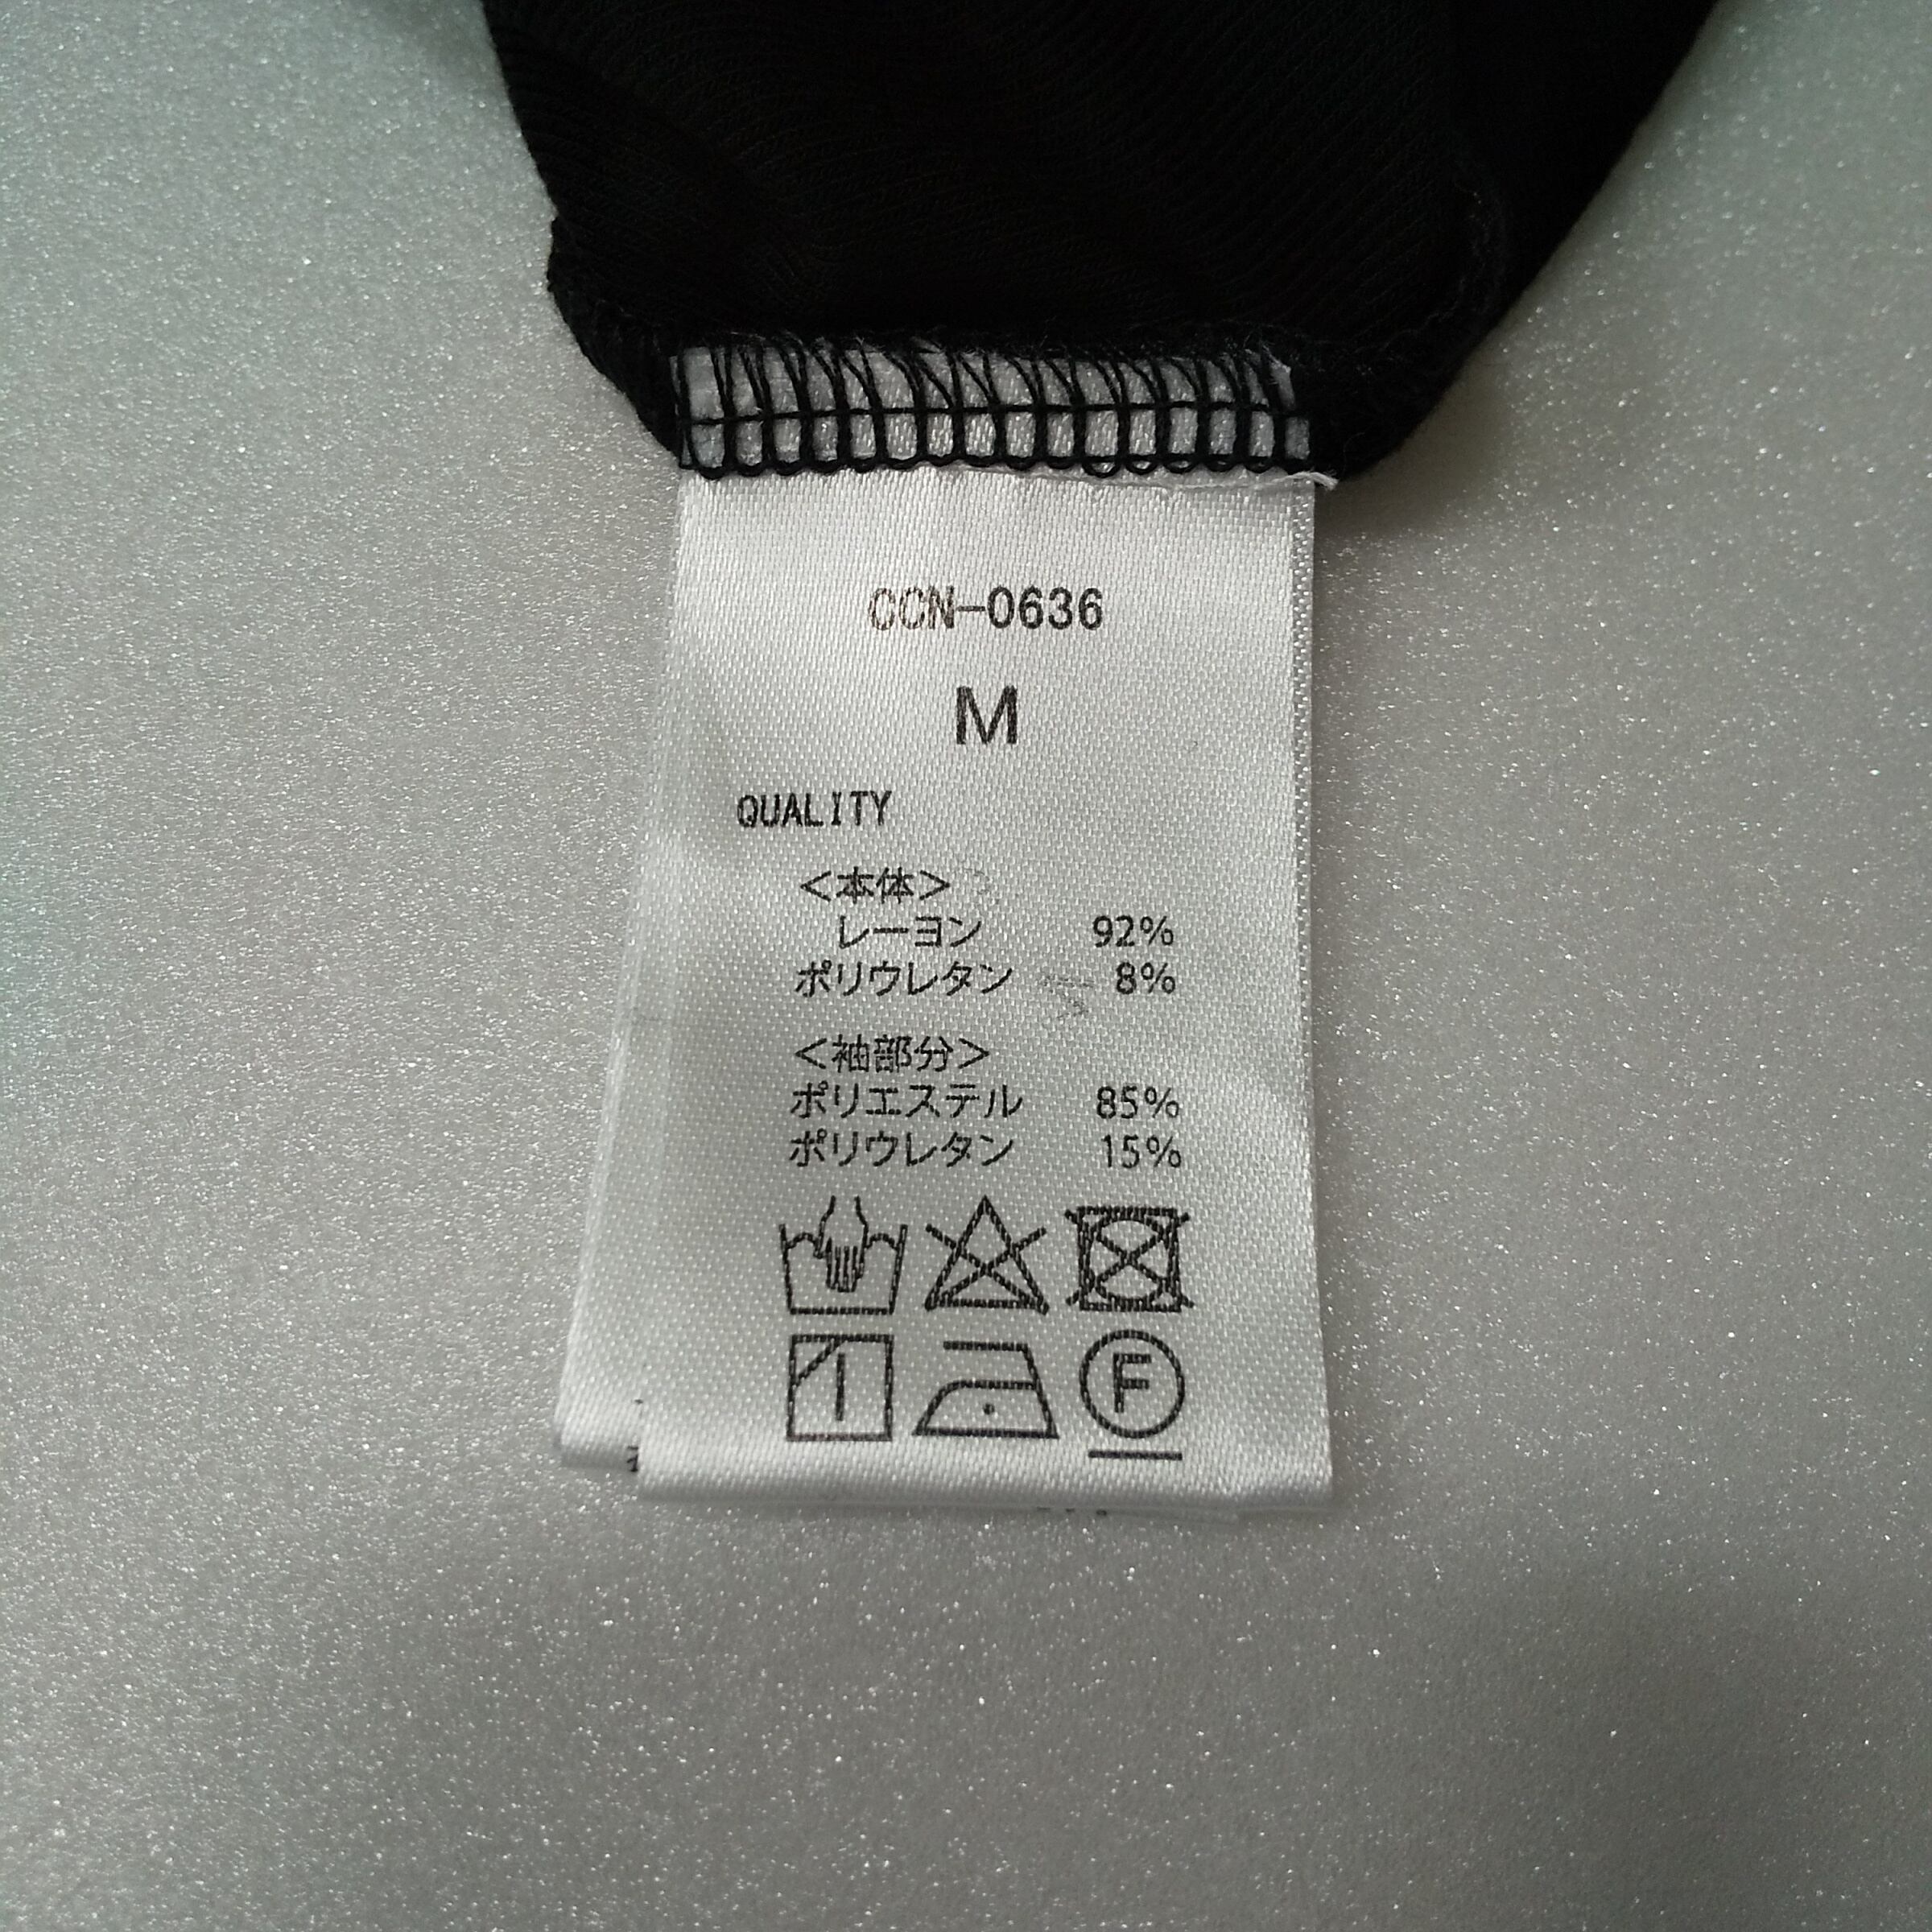 CCN-0636
M
QUALITY
＜本体＞
レーヨン 92%
ポリウレタン 8%
＜袖部分＞
ポリエステル 85%
ポリウレタン 15%
F